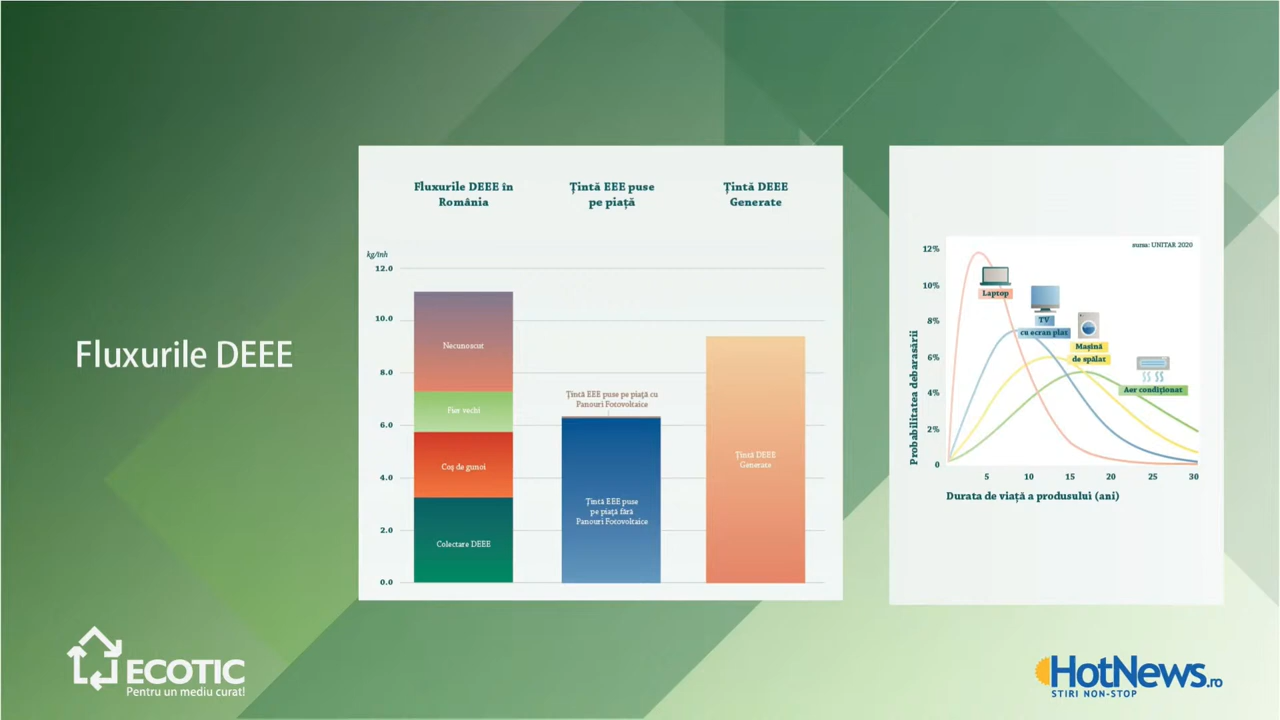 Fluxurile DEEE
Fluxurile DEEE în
România
Țintă EEE puse
pe piață
Țintă DEEE
Generate
kg/înh
12.0
10.0
8.0
6.0
4.0
2.0
0.0
Necunoscut
Fier vechi
Coș de gunoi
Colectare DEEE
Țintă EEE puse pe piață cu
Panouri Fotovoltaice
Țintă EEE puse
pe piață fără
Panouri Fotovoltaice
Țintă DEEE
Generate
sursa: UNITAR 2020
Probabilitatea debarasării
12%
10%
8%
6%
4%
2%
0
Laptop
TV
cu ecran plat
Mașină
de spălat
Aer condiționat
5 10 15 20 25 30
Durata de viață a produsului (ani)
ECOTIC
Pentru un mediu curat!
HotNews.ro
STIRI NON-STOP